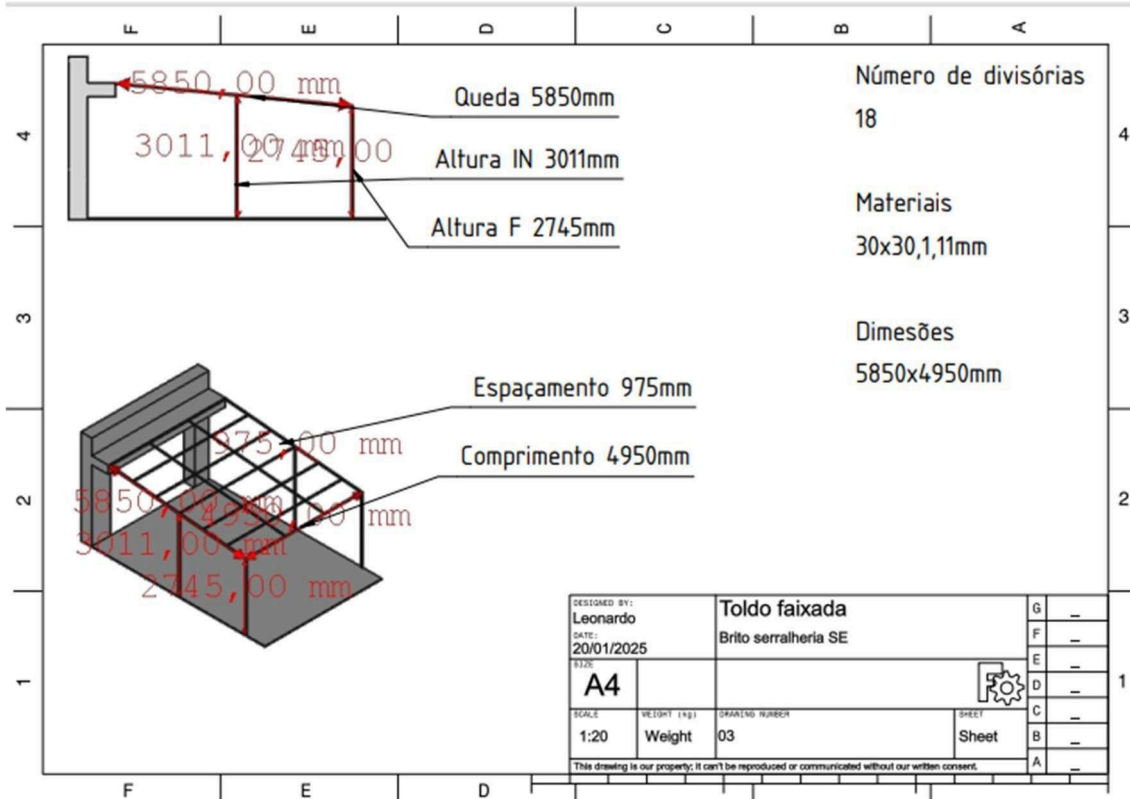 F E D C B A
5850,00 mm
Queda 5850mm
3011,00 mm
2745,00
Altura IN 3011mm
Altura F 2745mm
Número de divisórias
18
Materiais
30x30,1,11mm
Dimesões
5850x4950mm
4 4
3 3
2 2
1 1
Espaçamento 975mm
975,00 mm
Comprimento 4950mm
5850,00 mm
4950,00 mm
3011,00 mm
2745,00 mm
DESIGNED BY:
Leonardo
DATE:
20/01/2025
Toldo faixada
Brito serralheria SE
SIZE
A4
SCALE
1:20
WEIGHT (kg)
Weight
DRAWING NUMBER
03
SHEET
Sheet
G _
F _
E _
D _
C _
B _
A _
This drawing is our property; it can't be reproduced or communicated without our written consent.
F E D C B A